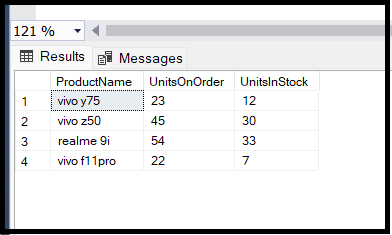 121 %
Results Messages
ProductName UnitsOnOrder UnitsInStock
1 vivo y75 23 12
2 vivo z50 45 30
3 realme 9i 54 33
4 vivo f11pro 22 7